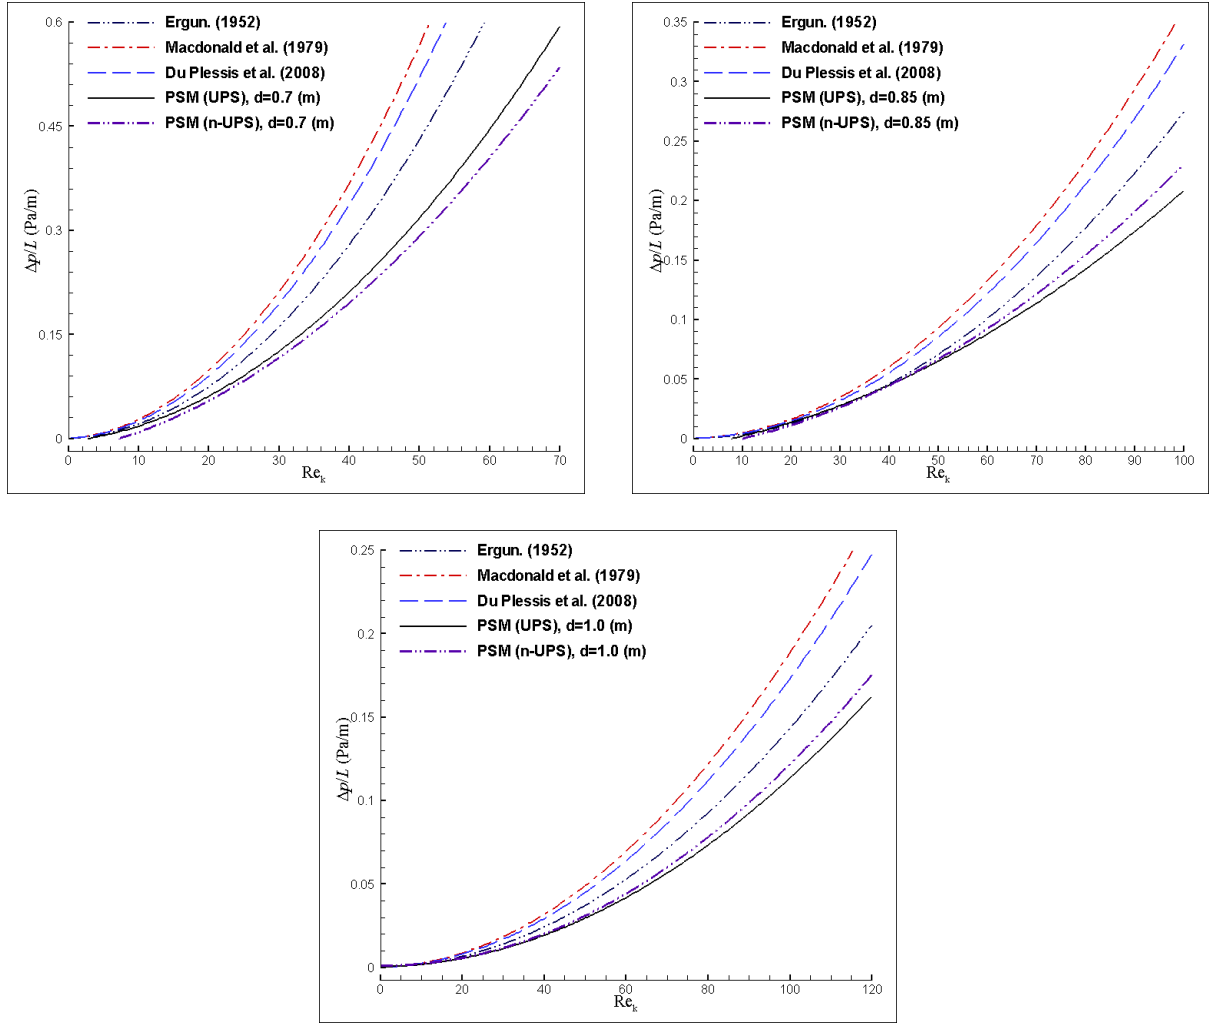 Ergun. (1952)
Macdonald et al. (1979)
Du Plessis et al. (2008)
PSM (UPS), d=0.7 (m)
PSM (n-UPS), d=0.7 (m)
0.6
0.45
0.3
0.15
0
Δp/L (Pa/m)
0 10 20 30 40 50 60 70
Rek
Ergun. (1952)
Macdonald et al. (1979)
Du Plessis et al. (2008)
PSM (UPS), d=0.85 (m)
PSM (n-UPS), d=0.85 (m)
0.35
0.3
0.25
0.2
0.15
0.1
0.05
0
Δp/L (Pa/m)
0 10 20 30 40 50 60 70 80 90 100
Rek
Ergun. (1952)
Macdonald et al. (1979)
Du Plessis et al. (2008)
PSM (UPS), d=1.0 (m)
PSM (n-UPS), d=1.0 (m)
0.25
0.2
0.15
0.1
0.05
0
Δp/L (Pa/m)
0 20 40 60 80 100 120
Rek